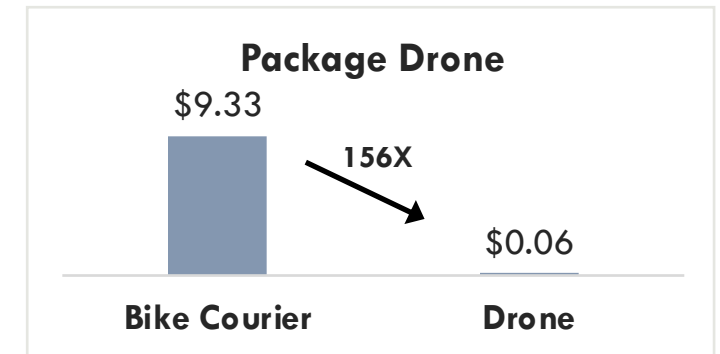 Package Drone
$9.33
156X
$0.06
Bike Courier
Drone